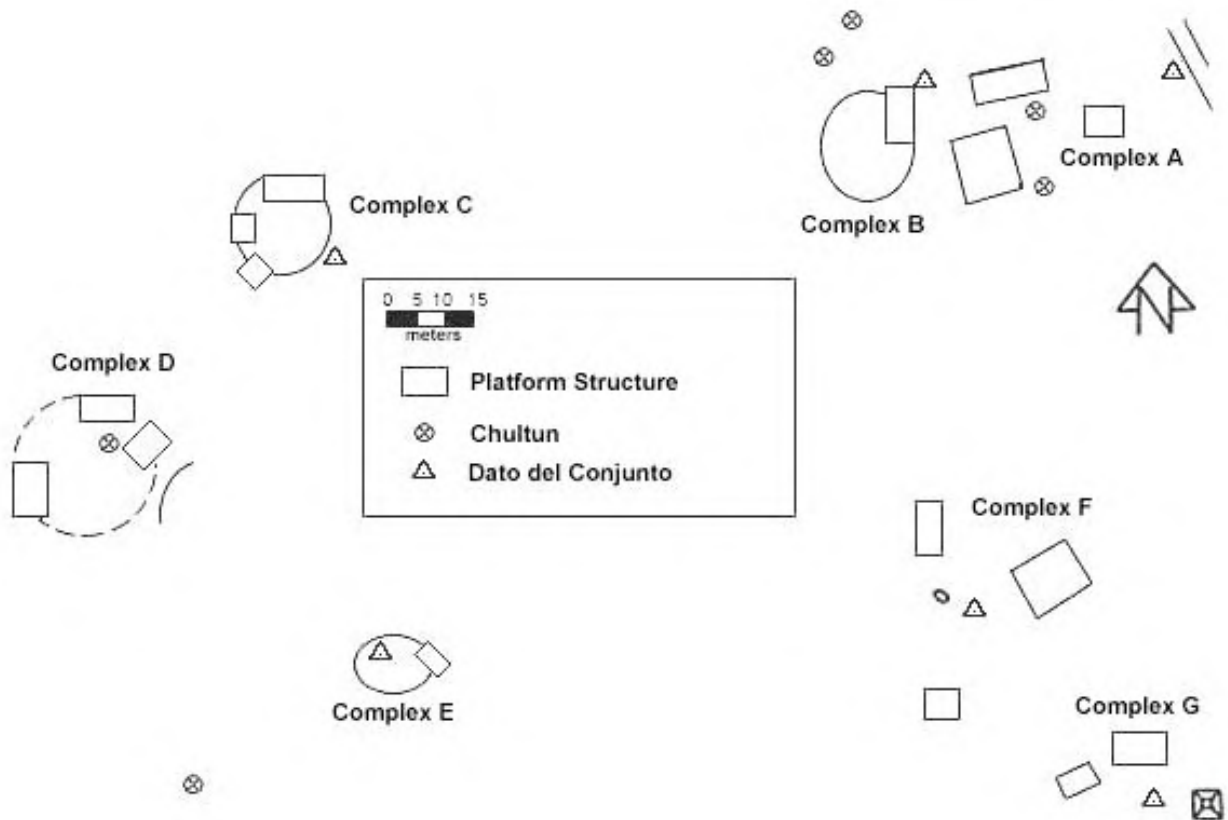 Complex A
Complex C
Complex B
0 5 10 15
meters
Complex D
Platform Structure
Chultun
Dato del Conjunto
Complex F
Complex E
Complex G
N